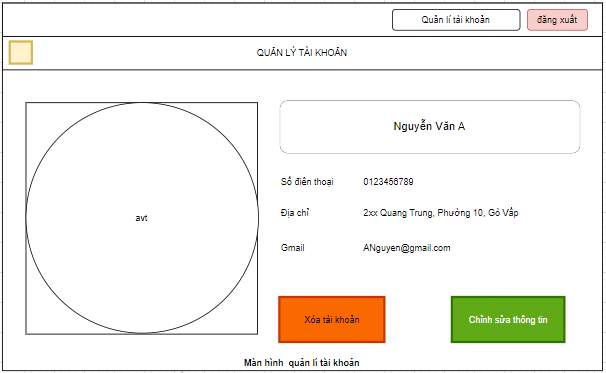 Quản lí tải khoản
đăng xuất
QUẢN LÝ TÀI KHOẢN
Nguyễn Văn A
avt
Số điện thoại 0123456789
Địa chỉ 2xx Quang Trung, Phường 10, Gò Vấp
Gmail ANguyen@gmail.com
Xóa tài khoản
Chỉnh sửa thông tin
Màn hình quản lí tài khoản